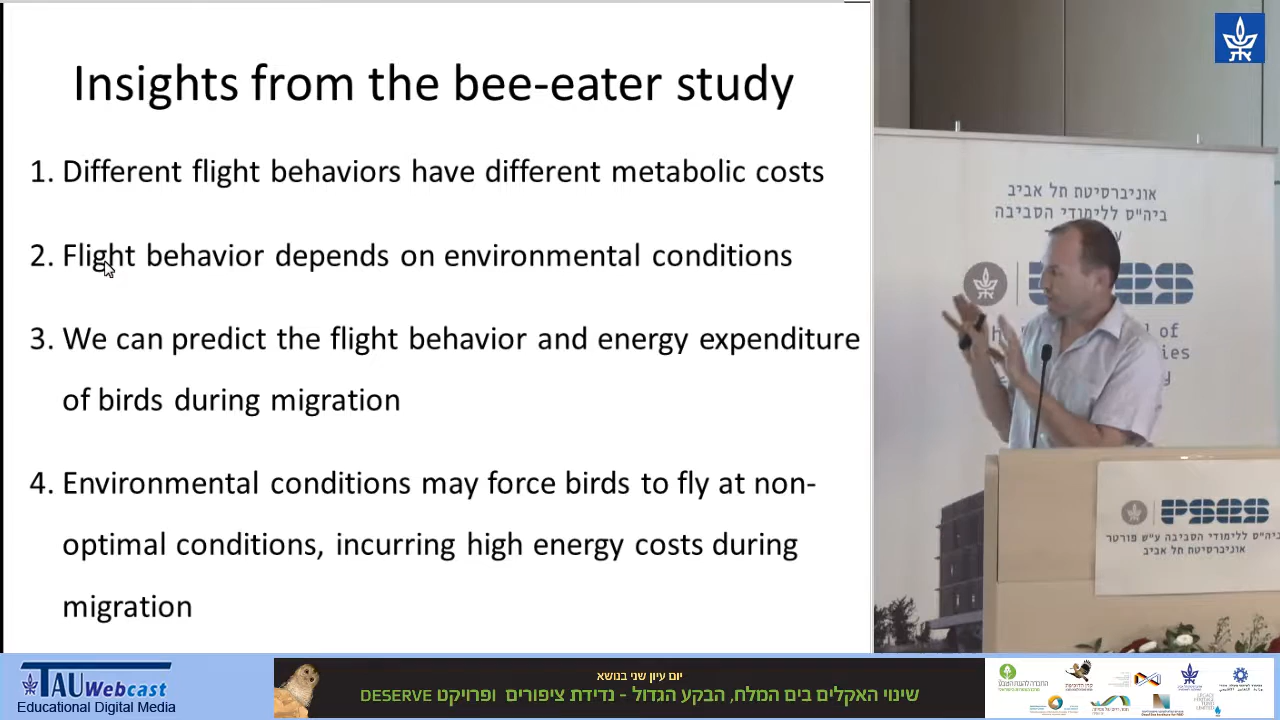 Insights from the bee-eater study
1. Different flight behaviors have different metabolic costs
2. Flight behavior depends on environmental conditions
3. We can predict the flight behavior and energy expenditure
of birds during migration
4. Environmental conditions may force birds to fly at non-
optimal conditions, incurring high energy costs during
migration
אוניברסיטת תל אביב
ביה"ס ללימודי הסביבה
PSES
ביה"ס ללימודי הסביבה ע"ש פורטר
אוניברסיטת תל אביב
TAU Webcast
Educational Digital Media
יום עיון שני בנושא
שינוי האקלים בים המלח, הבקע הגדול - נדידת ציפורים ופרויקט DESERVE